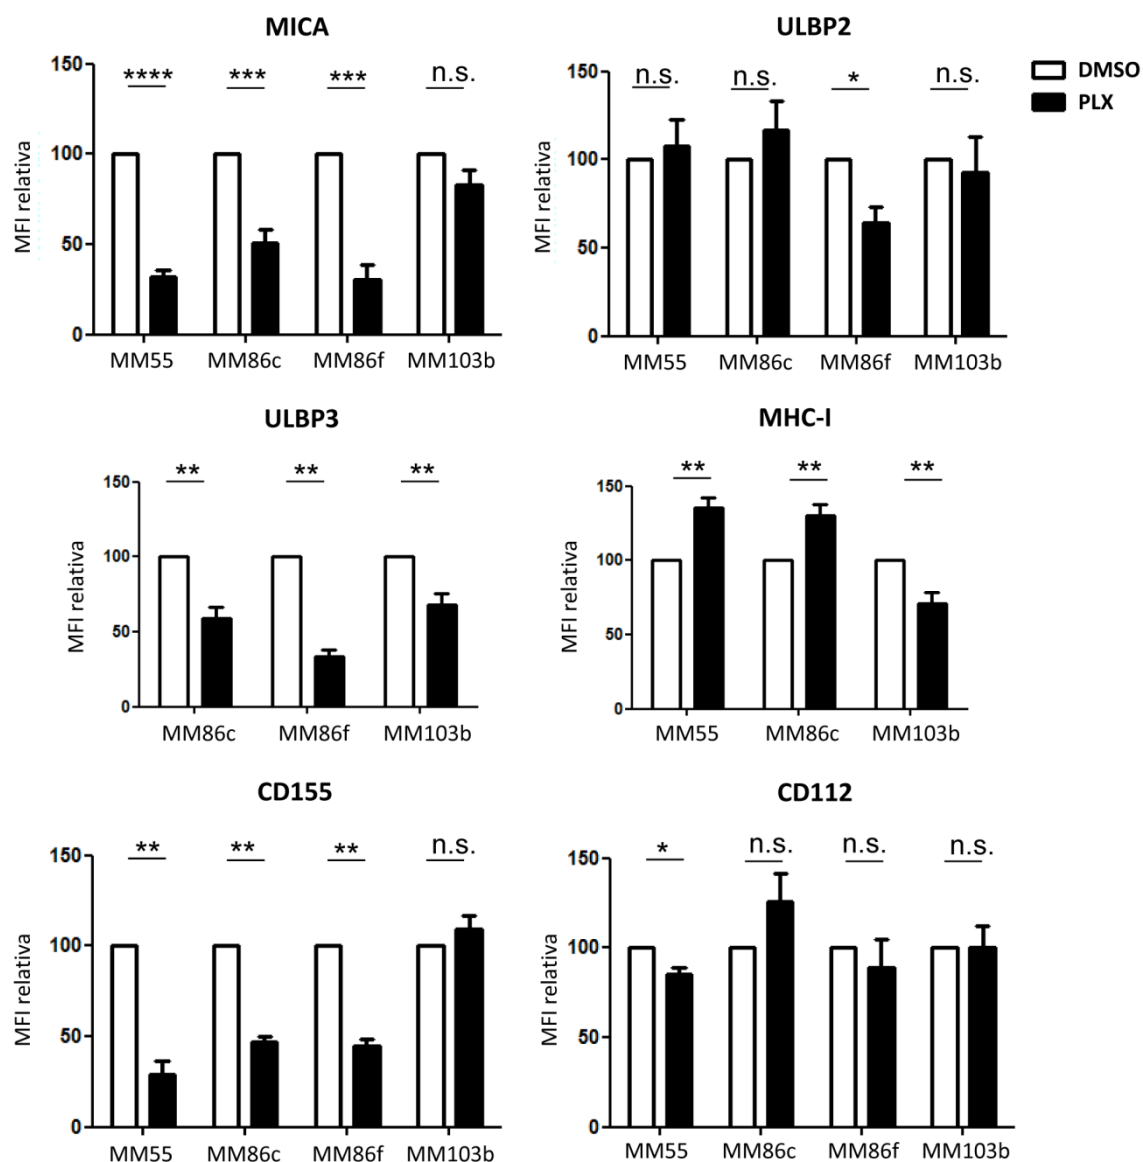 MICA
150
100
50
0
MFI relativa
**** *** *** n.s.
MM55 MM86c MM86f MM103b
ULBP2
150
100
50
0
MFI relativa
n.s. n.s. * n.s.
MM55 MM86c MM86f MM103b
DMSO
PLX
ULBP3
150
100
50
0
MFI relativa
** ** **
MM86c MM86f MM103b
MHC-I
150
100
50
0
MFI relativa
** ** **
MM55 MM86c MM103b
CD155
150
100
50
0
MFI relativa
** ** ** n.s.
MM55 MM86c MM86f MM103b
CD112
150
100
50
0
MFI relativa
* n.s. n.s. n.s.
MM55 MM86c MM86f MM103b